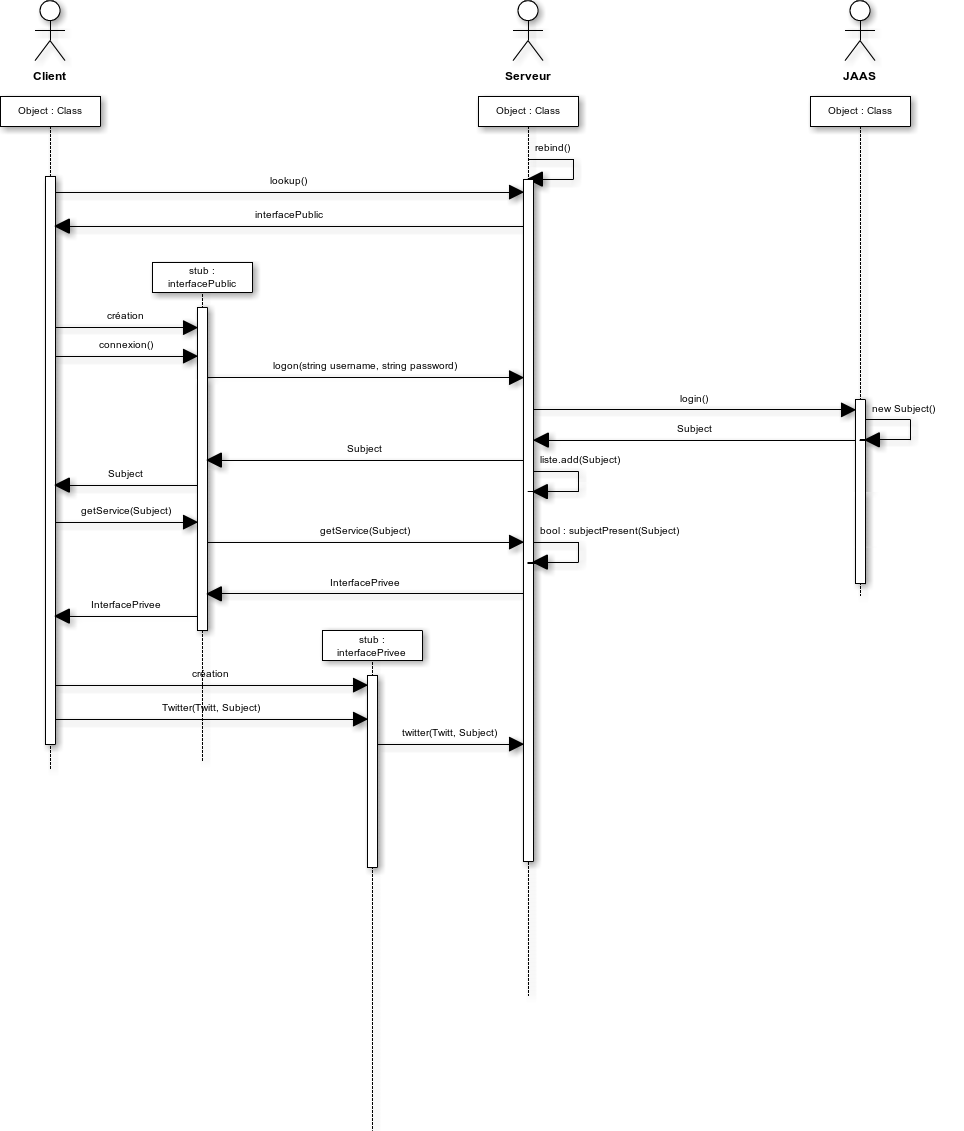 Client
Serveur
JAAS
Object : Class
Object : Class
Object : Class
rebind()
lookup()
interfacePublic
stub :
interfacePublic
création
connexion()
logon(string username, string password)
login()
new Subject()
Subject
Subject
liste.add(Subject)
Subject
getService(Subject)
getService(Subject)
bool : subjectPresent(Subject)
InterfacePrivee
InterfacePrivee
stub :
interfacePrivee
création
Twitter(Twitt, Subject)
twitter(Twitt, Subject)